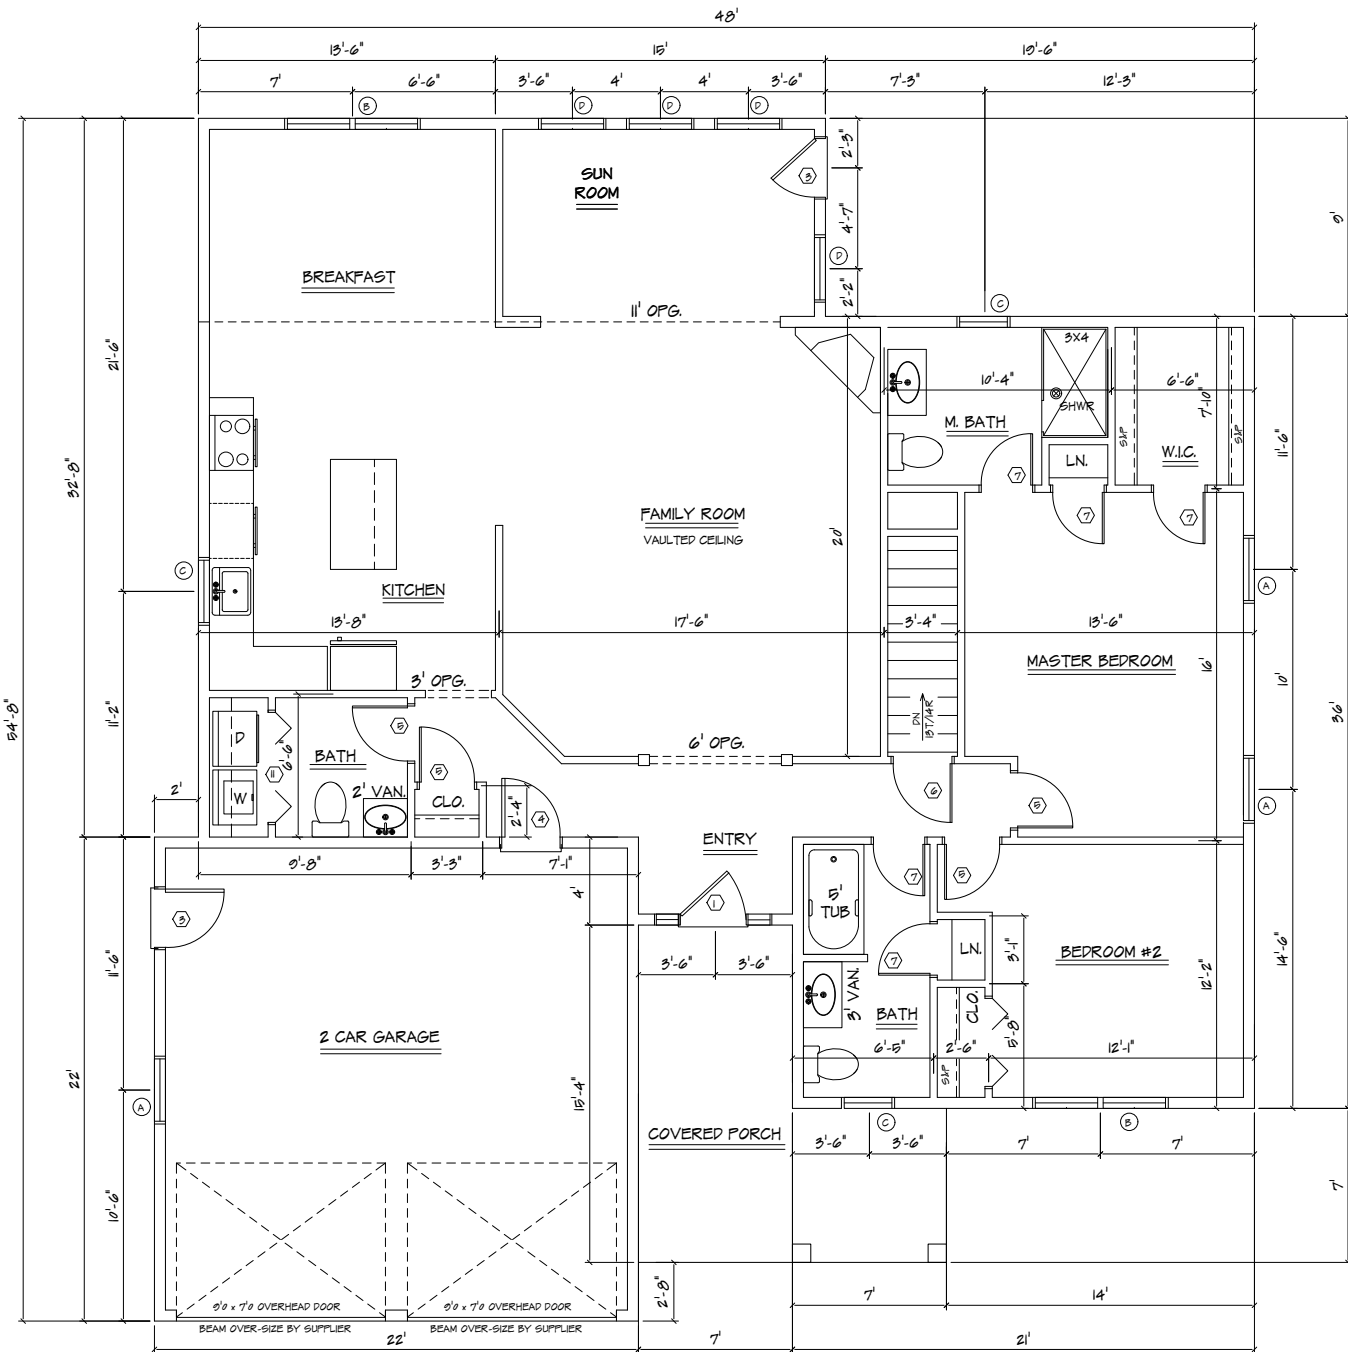 48'
13'-6" 15' 19'-6"
7' 6'-6" 3'-6" 4' 4' 3'-6" 7'-3" 12'-3"
B D D D
2'-3"
SUN
ROOM
3
4'-7"
9'
D
BREAKFAST
2'-2"
C
11' OPG.
21'-6"
3X4
10'-4" 6'-6"
7'-10"
SHWR
M. BATH
S&P S&P
11'-6"
W.I.C.
LN.
7
32'-8"
7 7
FAMILY ROOM
VAULTED CEILING
20'
C
A
KITCHEN
13'-8" 17'-6" 3'-4" 13'-6"
MASTER BEDROOM
16'
10'
3' OPG.
54'-8"
11'-2"
DN
13T/14R
36'
5
D
6'-6"
BATH
6' OPG.
11
5
2'
W
2' VAN.
CLO.
2'-4"
4
6
5
A
ENTRY
9'-8" 3'-3" 7'-1"
4'
7
5
5'
TUB
1
3
LN.
3'-1"
BEDROOM #2
14'-6"
11'-6"
3'-6" 3'-6"
7
12'-2"
3' VAN.
BATH
CLO.
5'-8"
2 CAR GARAGE
6'-5" 2'-6" 12'-1"
S&P
22'
15'-4"
A
C B
COVERED PORCH
3'-6" 3'-6" 7' 7'
7'
10'-6"
2'-8"
7' 14'
9'0 x 7'0 OVERHEAD DOOR 9'0 x 7'0 OVERHEAD DOOR
BEAM OVER-SIZE BY SUPPLIER BEAM OVER-SIZE BY SUPPLIER
22' 7' 21'